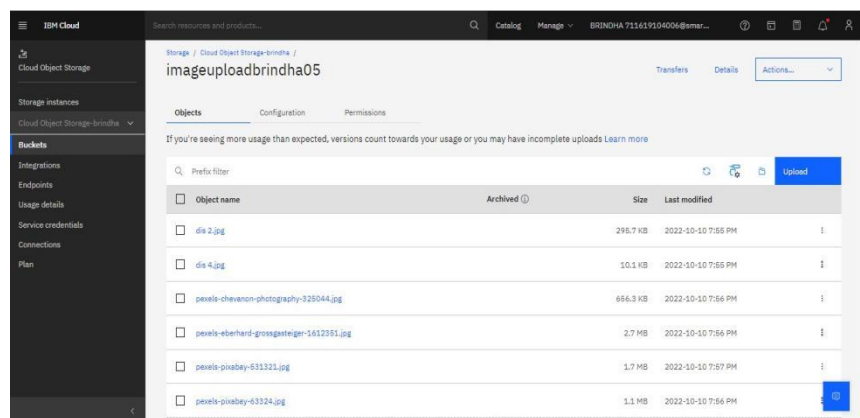 IBM Cloud
Search resources and products...
Catalog
Manage
BRINDHA 711619104006@smar...
Cloud Object Storage
Storage instances
Cloud Object Storage-brindha
Buckets
Integrations
Endpoints
Usage details
Service credentials
Connections
Plan
Storage / Cloud Object Storage-brindha /
imageuploadbrindha05
Transfers
Details
Actions...
Objects
Configuration
Permissions
If you're seeing more usage than expected, versions count towards your usage or you may have incomplete uploads Learn more
Prefix filter
Upload
Object name Archived Size Last modified
dis 2.jpg 295.7 KB 2022-10-10 7:55 PM
dis 4.jpg 10.1 KB 2022-10-10 7:55 PM
pexels-chevanon-photography-325044.jpg 656.3 KB 2022-10-10 7:56 PM
pexels-eberhard-grossgasteiger-1612351.jpg 2.7 MB 2022-10-10 7:56 PM
pexels-pixabay-531321.jpg 1.7 MB 2022-10-10 7:57 PM
pexels-pixabay-63324.jpg 1.1 MB 2022-10-10 7:56 PM